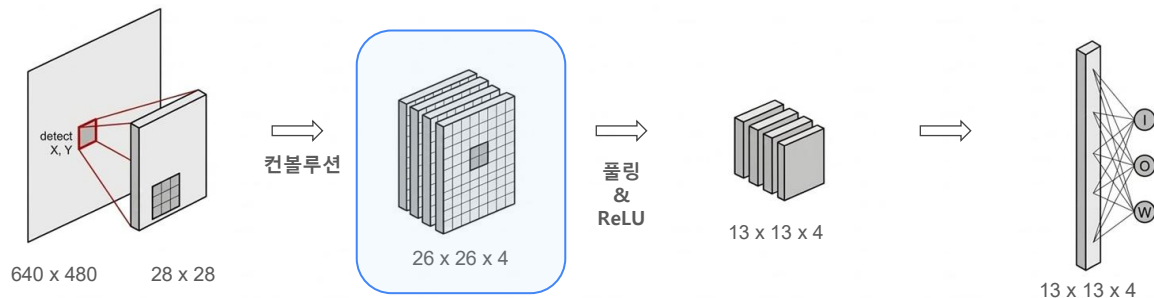 detect
X, Y
640 x 480
28 x 28
컨볼루션
26 x 26 x 4
풀링
&
ReLU
13 x 13 x 4
I
O
W
13 x 13 x 4